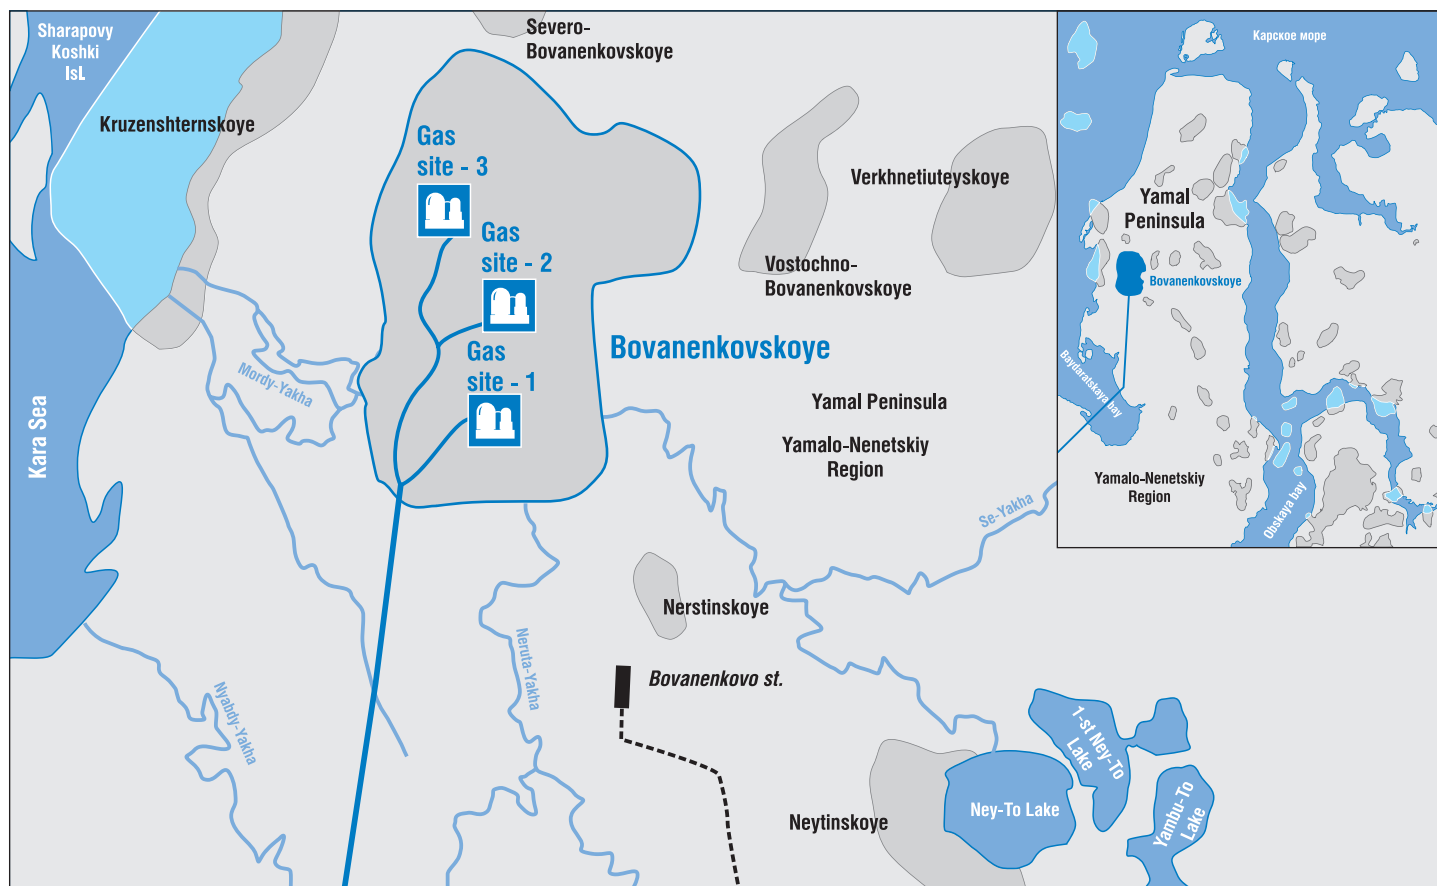 Sharapovy
Koshki
IsL
Severo-
Bovanenkovskoye
Kruzenshternskoye
Gas
site - 3
Gas
site - 2
Gas
site - 1
Verkhnetiuteyskoye
Vostochno-
Bovanenkovskoye
Bovanenkovskoye
Yamal Peninsula
Yamalo-Nenetskiy
Region
Mordy-Yakha
Kara Sea
Se-Yakha
Nerstinskoye
Bovanenkovo st.
Neruta-Yakha
Nyabdy-Yakha
1-st Ney-To
Lake
Ney-To Lake
Yambu-To
Lake
Neytinskoye
Карское море
Yamal
Peninsula
Bovanenkovskoye
Baydaratskaya bay
Yamalo-Nenetskiy
Region
Obskaya bay